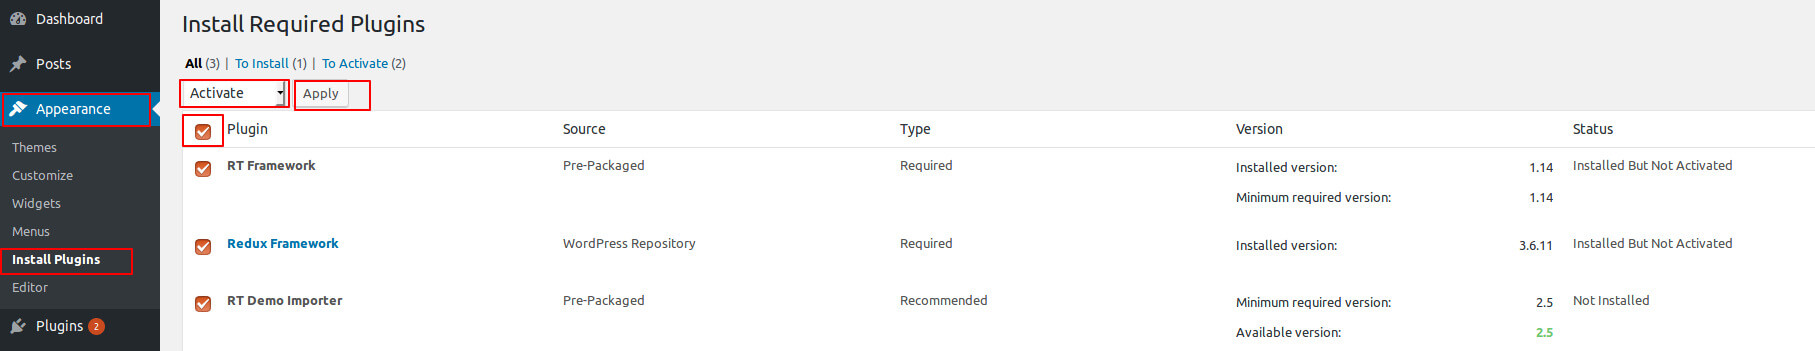 Dashboard
Posts
Appearance
Themes
Customize
Widgets
Menus
Install Plugins
Editor
Plugins 2
Install Required Plugins
All (3) | To Install (1) | To Activate (2)
Activate Apply
Plugin Source Type Version Status
RT Framework Pre-Packaged Required Installed version: 1.14 Installed But Not Activated
Minimum required version: 1.14
Redux Framework WordPress Repository Required Installed version: 3.6.11 Installed But Not Activated
RT Demo Importer Pre-Packaged Recommended Minimum required version: 2.5 Not Installed
Available version: 2.5